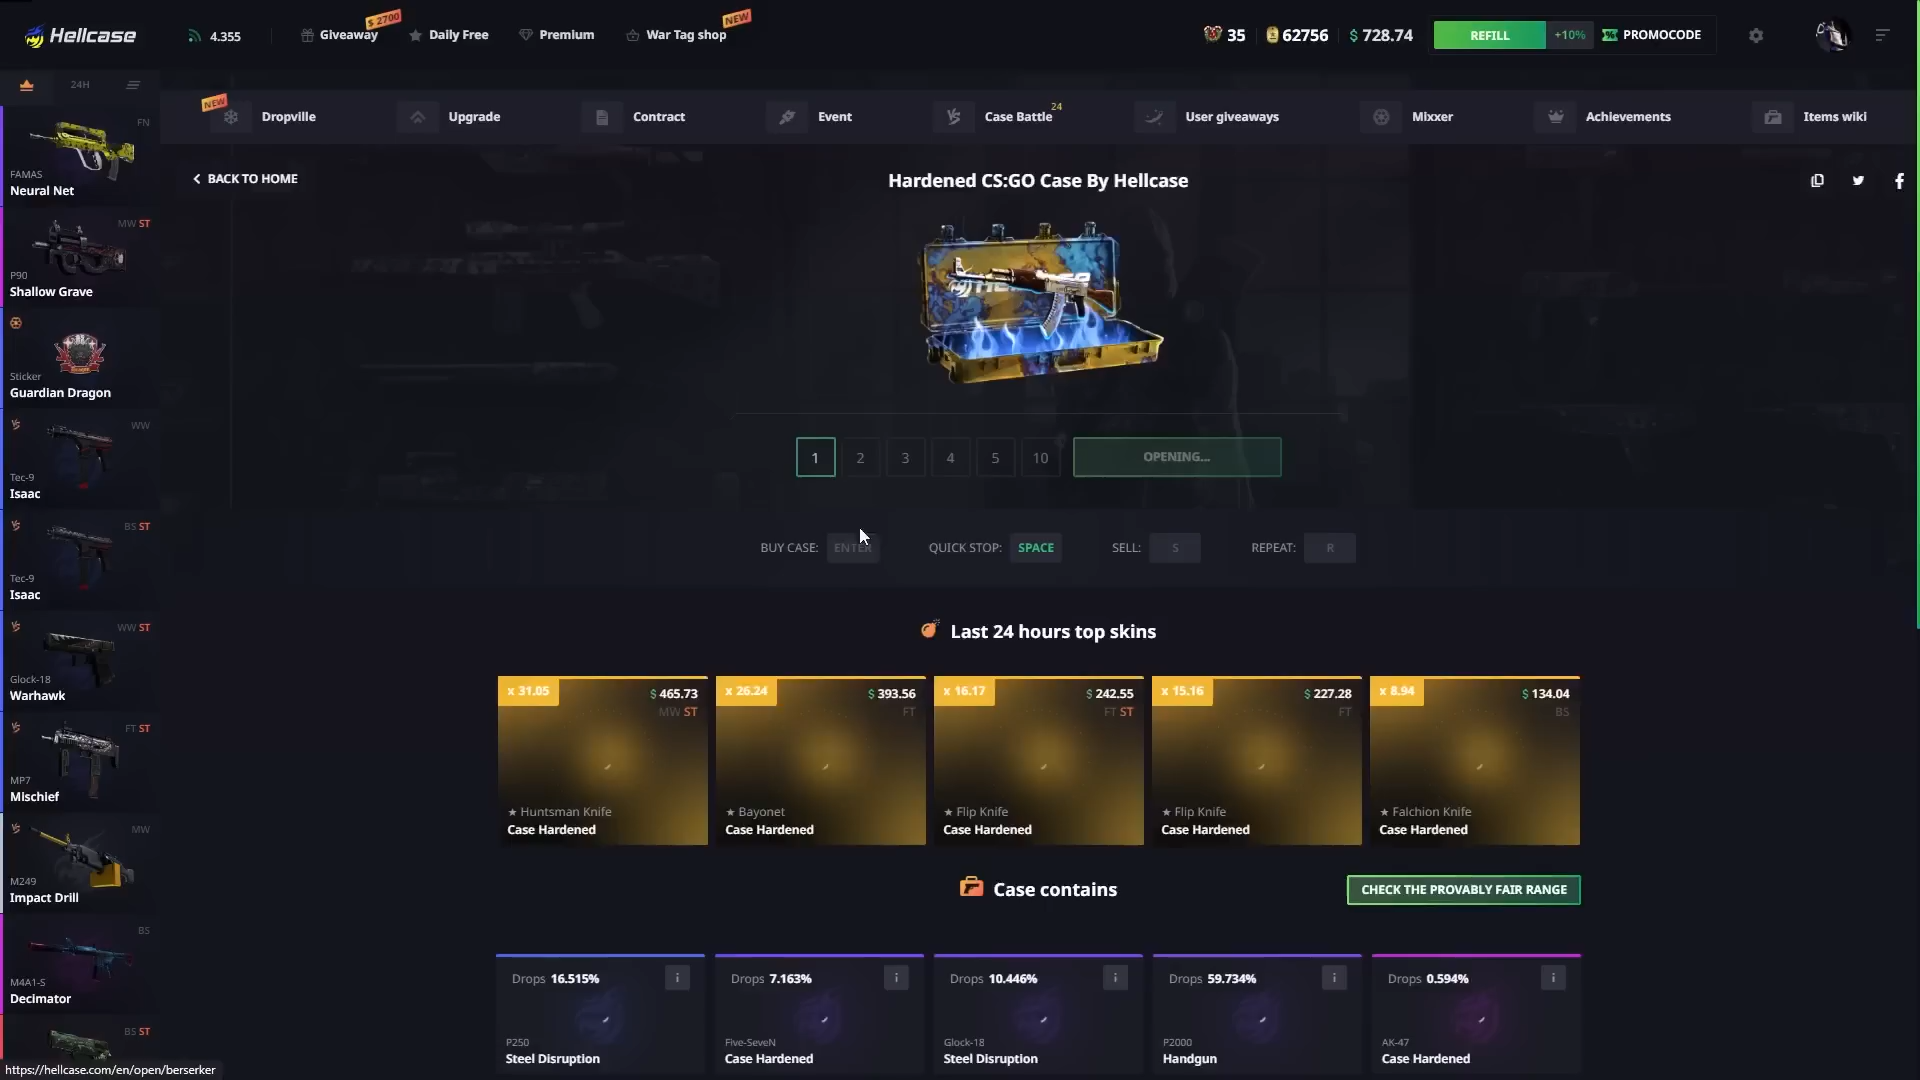 Hellcase
4.355
Giveaway
$ 2700
Daily Free
Premium
War Tag shop
NEW
35
62756
$ 728.74
REFILL
+10%
PROMOCODE
24H
NEW
Dropville
Upgrade
Contract
Event
Case Battle
24
User giveaways
Mixxer
Achievements
Items wiki
BACK TO HOME
Hardened CS:GO Case By Hellcase
1
2
3
4
5
10
OPENING...
BUY CASE:
ENTER
QUICK STOP:
SPACE
SELL:
S
REPEAT:
R
FN
FAMAS
Neural Net
MW ST
P90
Shallow Grave
Sticker
Guardian Dragon
WW
Tec-9
Isaac
BS ST
Tec-9
Isaac
WW ST
Glock-18
Warhawk
FT ST
MP7
Mischief
MW
M249
Impact Drill
BS
M4A1-S
Decimator
BS ST
Last 24 hours top skins
x 31.05
$ 465.73
MW ST
★ Huntsman Knife
Case Hardened
x 26.24
$ 393.56
FT
★ Bayonet
Case Hardened
x 16.17
$ 242.55
FT ST
★ Flip Knife
Case Hardened
x 15.16
$ 227.28
FT
★ Flip Knife
Case Hardened
x 8.94
$ 134.04
BS
★ Falchion Knife
Case Hardened
Case contains
CHECK THE PROVABLY FAIR RANGE
Drops 16.515%
i
P250
Steel Disruption
Drops 7.163%
i
Five-SeveN
Case Hardened
Drops 10.446%
i
Glock-18
Steel Disruption
Drops 59.734%
i
P2000
Handgun
Drops 0.594%
i
AK-47
Case Hardened
https://hellcase.com/en/open/berserker